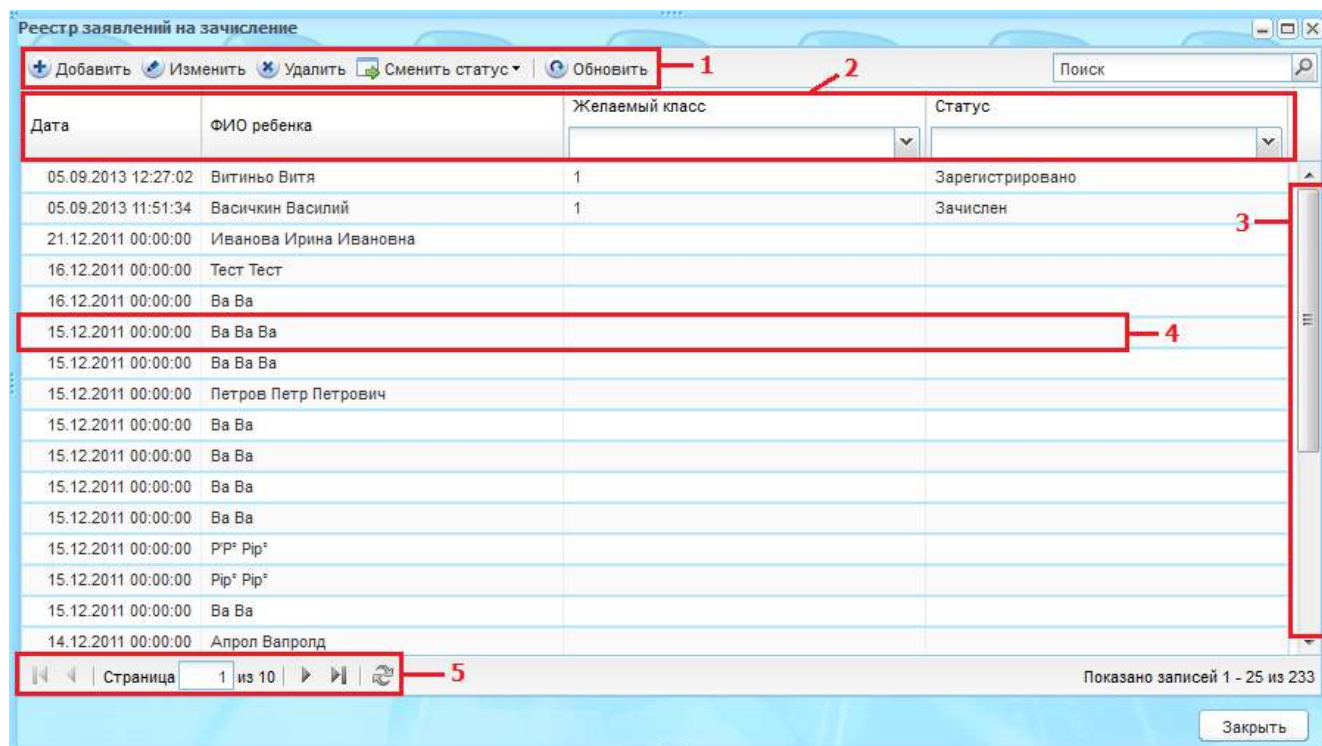 Реестр заявлений на зачисление
Добавить Изменить Удалить Сменить статус Обновить 1 Поиск
2
Дата ФИО ребенка Желаемый класс Статус
05.09.2013 12:27:02 Витиньо Витя 1 Зарегистрировано
05.09.2013 11:51:34 Васичкин Василий 1 Зачислен
3
21.12.2011 00:00:00 Иванова Ирина Ивановна
16.12.2011 00:00:00 Тест Тест
16.12.2011 00:00:00 Ва Ва
15.12.2011 00:00:00 Ва Ва Ва 4
15.12.2011 00:00:00 Ва Ва Ва
15.12.2011 00:00:00 Петров Петр Петрович
15.12.2011 00:00:00 Ва Ва
15.12.2011 00:00:00 Ва Ва
15.12.2011 00:00:00 Ва Ва
15.12.2011 00:00:00 Ва Ва
15.12.2011 00:00:00 Р'Р° Рір°
15.12.2011 00:00:00 Рір° Рір°
15.12.2011 00:00:00 Ва Ва
14.12.2011 00:00:00 Апрол Вапролд
Страница 1 из 10 5 Показано записей 1 - 25 из 233
Закрыть